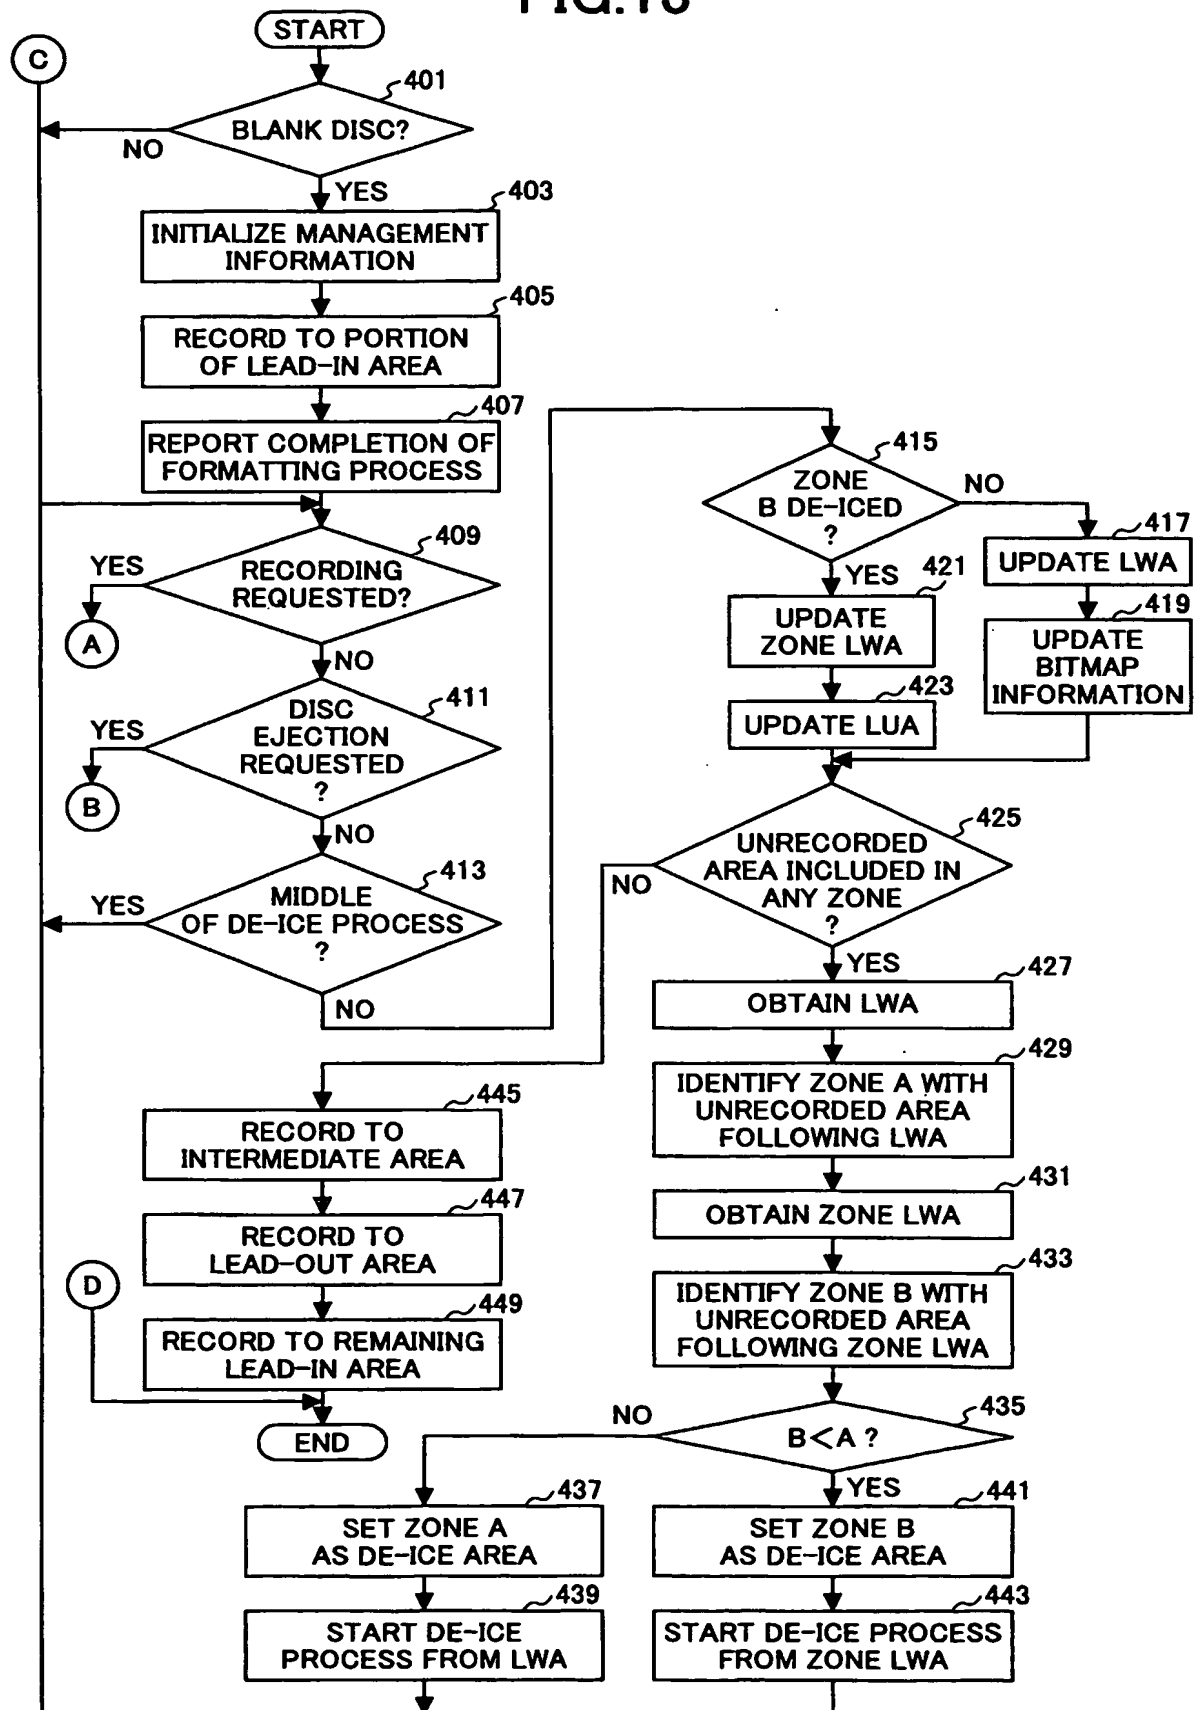 FIG.13
START
C
401
BLANK DISC?
NO
YES
403
INITIALIZE MANAGEMENT
INFORMATION
405
RECORD TO PORTION
OF LEAD-IN AREA
407
REPORT COMPLETION OF
FORMATTING PROCESS
409
YES
RECORDING
REQUESTED?
A
NO
411
YES
DISC
EJECTION
REQUESTED
?
B
NO
413
YES
MIDDLE
OF DE-ICE PROCESS
?
NO
415
ZONE
B DE-ICED
?
NO
417
UPDATE LWA
419
UPDATE
BITMAP
INFORMATION
YES
421
UPDATE
ZONE LWA
423
UPDATE LUA
425
UNRECORDED
AREA INCLUDED IN
ANY ZONE
?
NO
YES
427
OBTAIN LWA
429
IDENTIFY ZONE A WITH
UNRECORDED AREA
FOLLOWING LWA
431
OBTAIN ZONE LWA
433
IDENTIFY ZONE B WITH
UNRECORDED AREA
FOLLOWING ZONE LWA
445
RECORD TO
INTERMEDIATE AREA
447
RECORD TO
LEAD-OUT AREA
D
449
RECORD TO REMAINING
LEAD-IN AREA
END
435
B<A ?
NO
YES
437
SET ZONE A
AS DE-ICE AREA
439
START DE-ICE
PROCESS FROM LWA
441
SET ZONE B
AS DE-ICE AREA
443
START DE-ICE PROCESS
FROM ZONE LWA